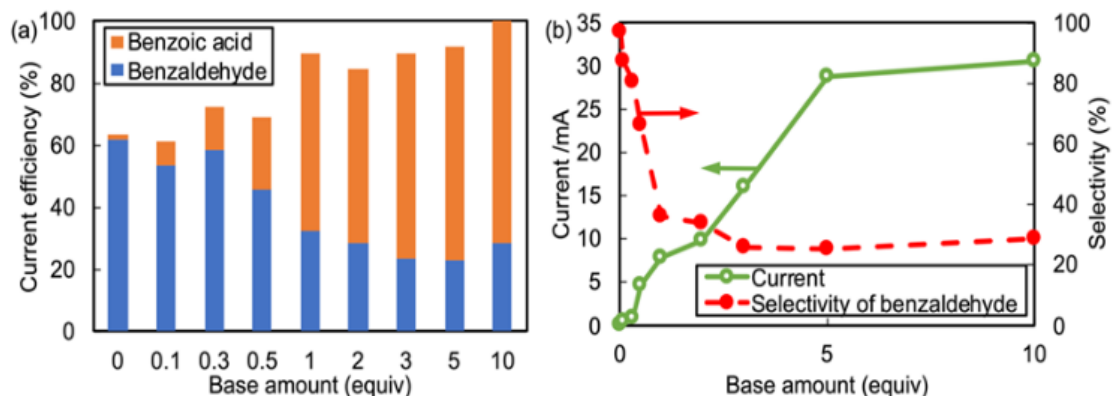 (a)
Current efficiency (%)
100
80
60
40
20
0
Benzoic acid
Benzaldehyde
0 0.1 0.3 0.5 1 2 3 5 10
Base amount (equiv)
(b)
Current /mA
35
30
25
20
15
10
5
0
Current
Selectivity of benzaldehyde
100
80
60
40
20
0
Selectivity (%)
0 5 10
Base amount (equiv)